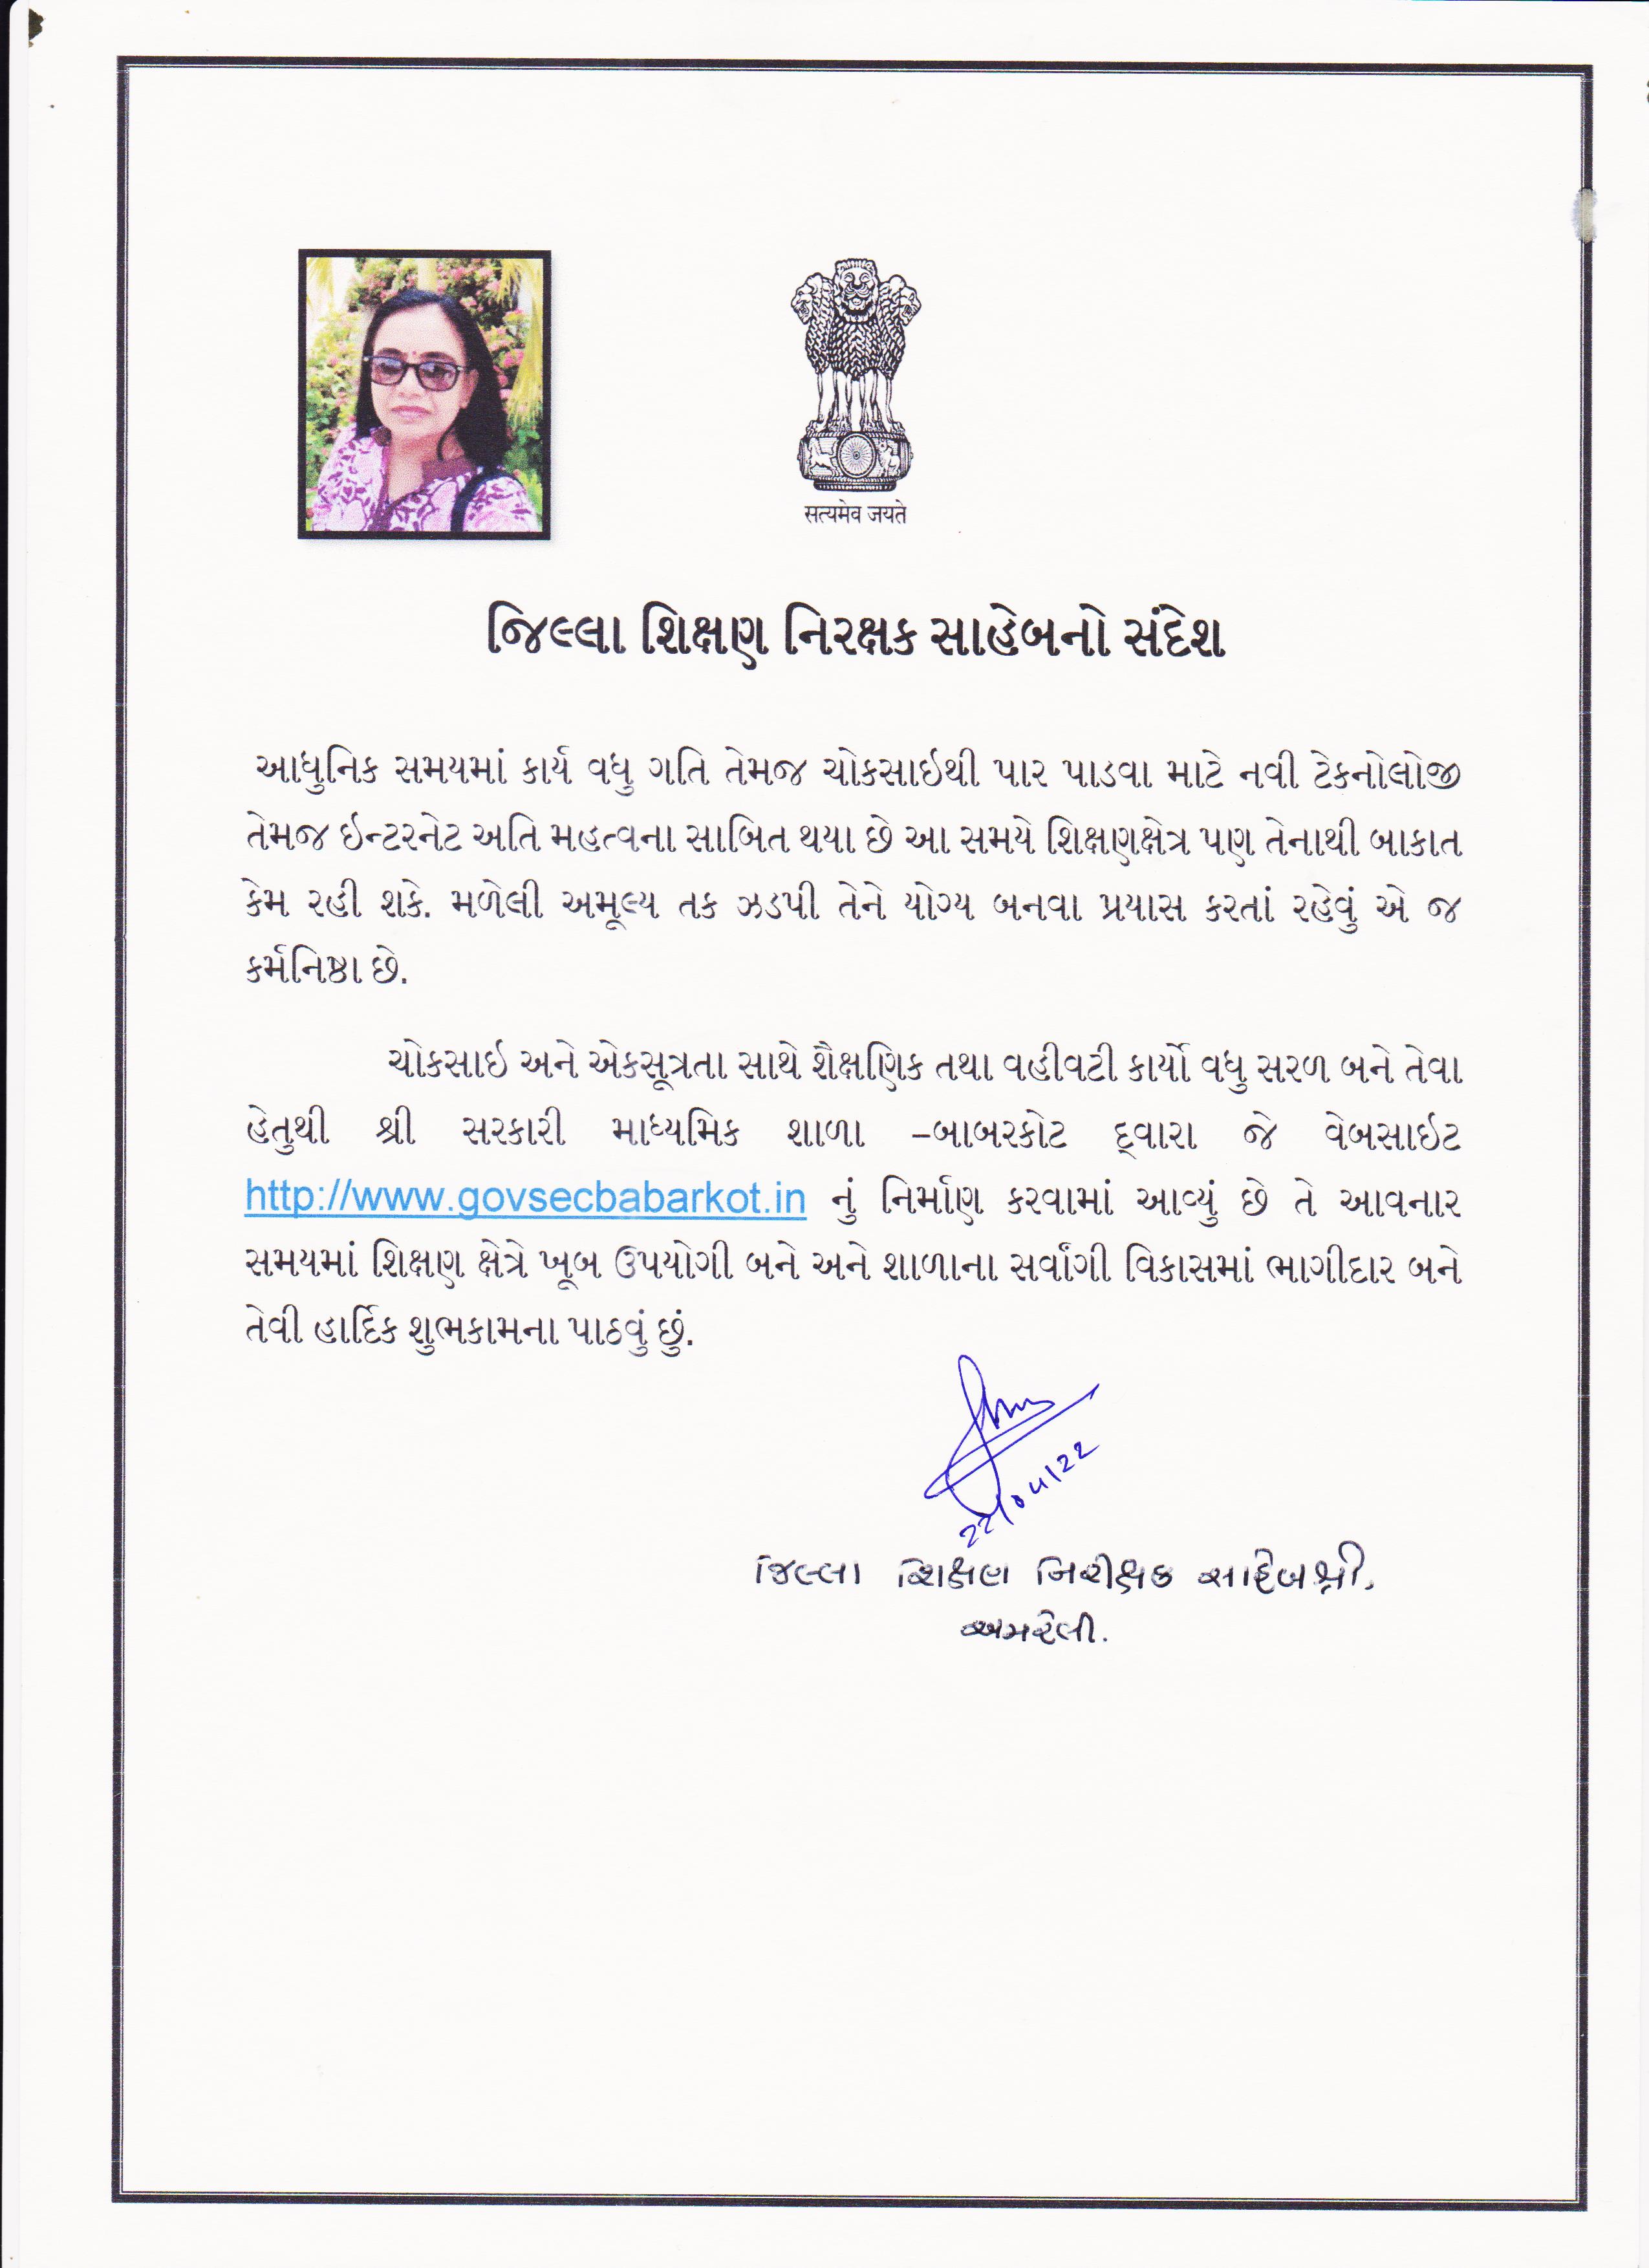 सत्यमेव जयते
જિલ્લા શિક્ષણ નિરક્ષક સાહેબનો સંદેશ
આધુનિક સમયમાં કાર્ય વધુ ગતિ તેમજ ચોકસાઇથી પાર પાડવા માટે નવી ટેકનોલોજી
તેમજ ઇન્ટરનેટ અતિ મહત્વના સાબિત થયા છે આ સમયે શિક્ષણક્ષેત્ર પણ તેનાથી બાકાત
કેમ રહી શકે. મળેલી અમૂલ્ય તક ઝડપી તેને યોગ્ય બનવા પ્રયાસ કરતાં રહેવું એ જ
કર્મનિષ્ઠા છે.
ચોકસાઇ અને એકસૂત્રતા સાથે શૈક્ષણિક તથા વહીવટી કાર્યો વધુ સરળ બને તેવા
હેતુથી શ્રી સરકારી માધ્યમિક શાળા –બાબરકોટ દ્વારા જે વેબસાઇટ
http://www.govsecbabarkot.in નું નિર્માણ કરવામાં આવ્યું છે તે આવનાર
સમયમાં શિક્ષણ ક્ષેત્રે ખૂબ ઉપયોગી બને અને શાળાના સર્વાંગી વિકાસમાં ભાગીદાર બને
તેવી હાર્દિક શુભકામના પાઠવું છું.
22/04/22
જિલ્લા શિક્ષણ નિરીક્ષક સાહેબશ્રી.
અમરેલી.